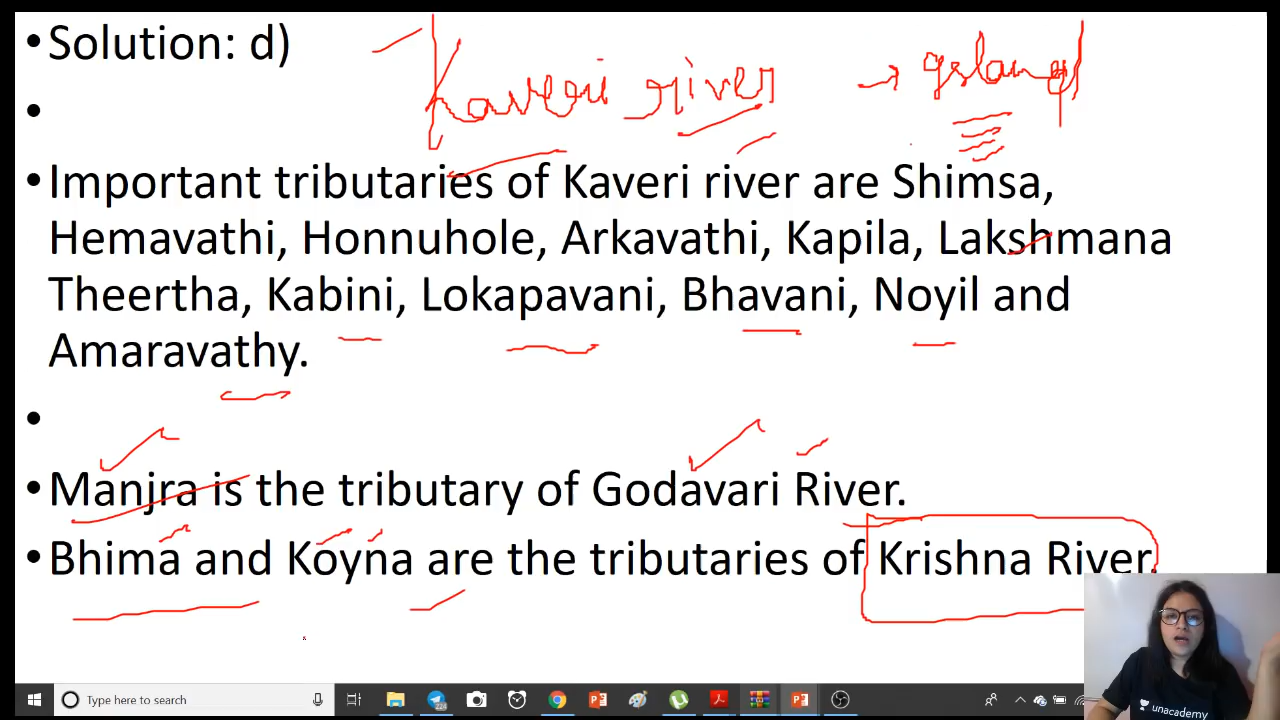 • Solution: d)
Kaveri river → island
•
• Important tributaries of Kaveri river are Shimsa,
Hemavathi, Honnuhole, Arkavathi, Kapila, Lakshmana
Theertha, Kabini, Lokapavani, Bhavani, Noyil and
Amaravathy.
•
• Manjra is the tributary of Godavari River.
• Bhima and Koyna are the tributaries of Krishna River.
unacademy
Type here to search
224